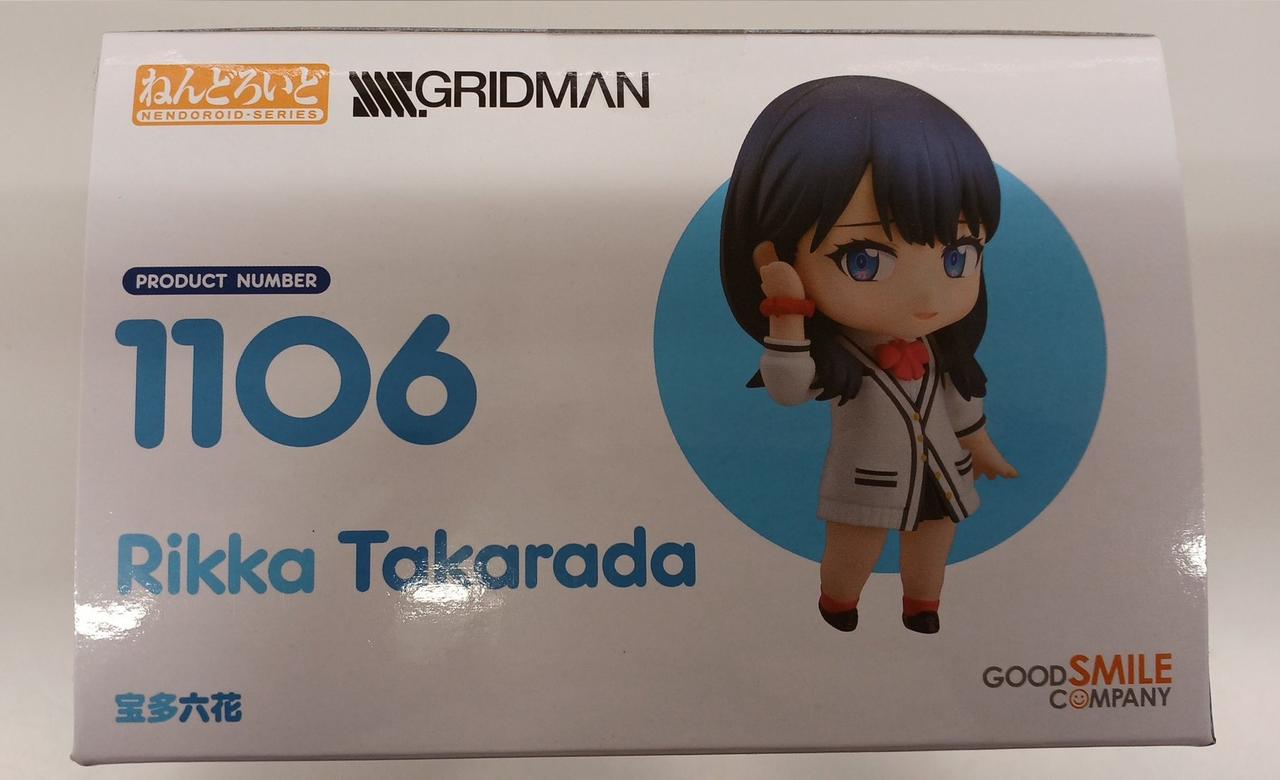 ねんどろいど
NENDOROID-SERIES
SSSS.GRIDMAN
PRODUCT NUMBER
1106
Rikka Takarada
宝多六花
GOOD SMILE
COMPANY